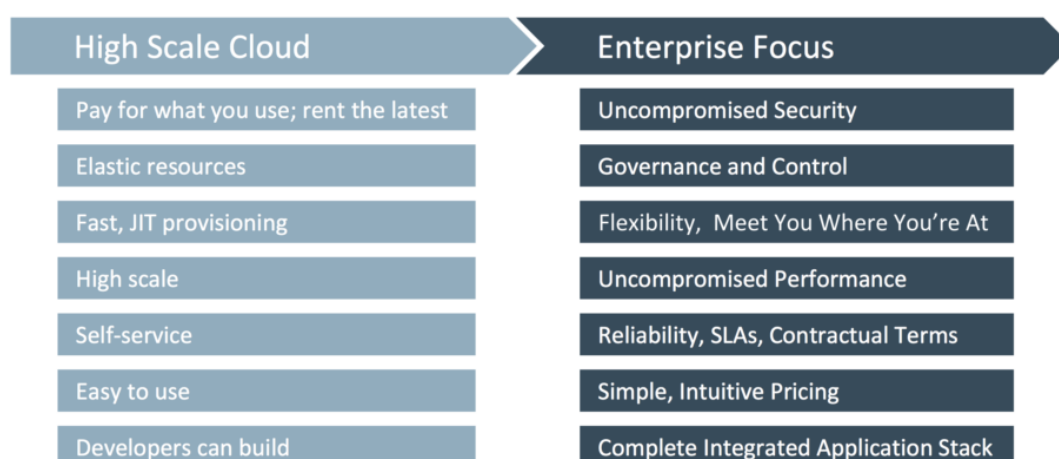 High Scale Cloud
Pay for what you use; rent the latest
Elastic resources
Fast, JIT provisioning
High scale
Self-service
Easy to use
Developers can build
Enterprise Focus
Uncompromised Security
Governance and Control
Flexibility,  Meet You Where You’re At
Uncompromised Performance
Reliability, SLAs, Contractual Terms
Simple, Intuitive Pricing
Complete Integrated Application Stack